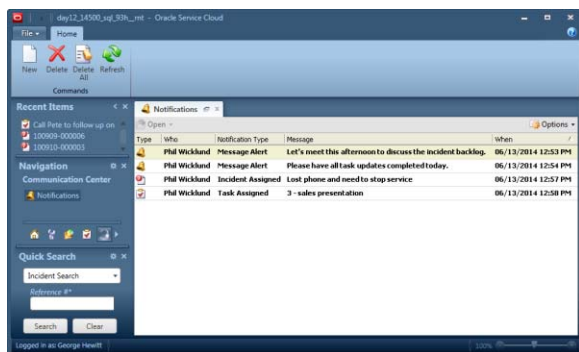 day12_14500_sql_93h_rnt - Oracle Service Cloud
File Home
New Delete Delete All Refresh
Commands
Recent Items
Call Pete to follow up on
100909-000006
100910-000003
Navigation
Communication Center
Notifications
Quick Search
Incident Search
Reference #*
Search Clear
Notifications
Open Options
Type Who Notification Type Message When
Phil Wicklund Message Alert Let's meet this afternoon to discuss the incident backlog. 06/13/2014 12:53 PM
Phil Wicklund Message Alert Please have all task updates completed today. 06/13/2014 12:54 PM
Phil Wicklund Incident Assigned Lost phone and need to stop service 06/13/2014 12:57 PM
Phil Wicklund Task Assigned 3 - sales presentation 06/13/2014 12:58 PM
Logged in as: George Hewitt 100%